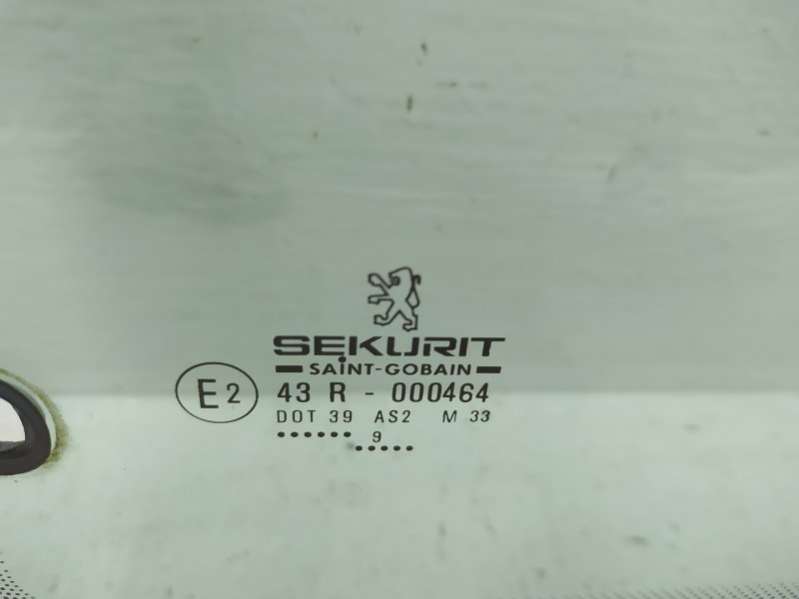 SEKURIT
SAINT-GOBAIN
E2 43 R - 000464
DOT 39 AS2 M 33
...... 9
.....